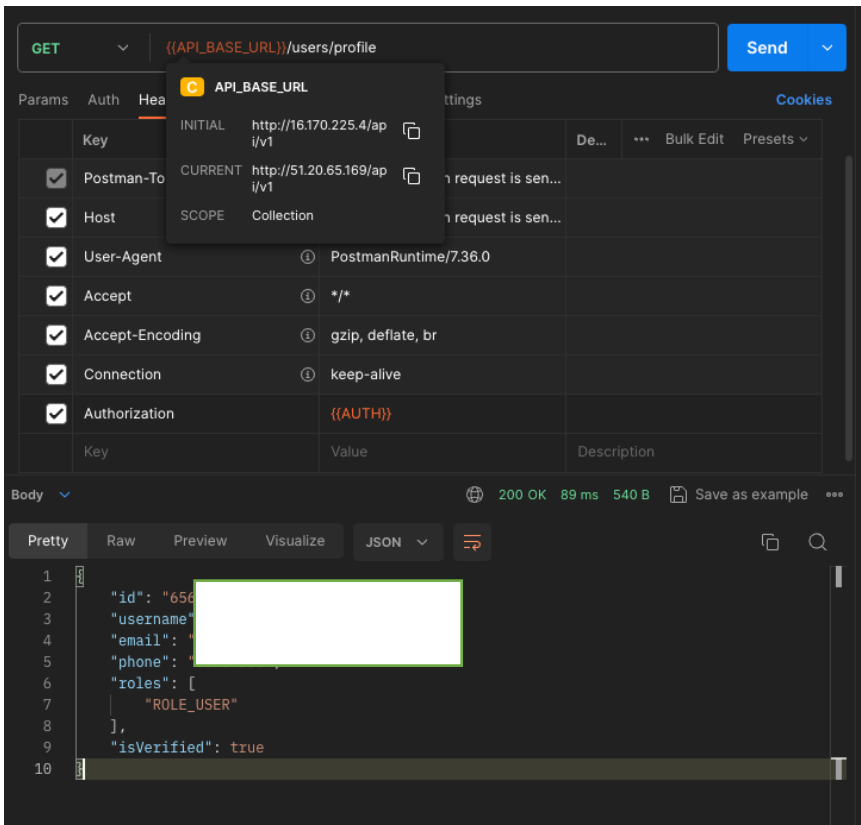 GET {{API_BASE_URL}}/users/profile Send
C API_BASE_URL
Params Auth Hea ttings Cookies
INITIAL http://16.170.225.4/ap
i/v1
Key De... ••• Bulk Edit Presets
CURRENT http://51.20.65.169/ap
i/v1
Postman-To n request is sen...
SCOPE Collection
Host n request is sen...
User-Agent PostmanRuntime/7.36.0
Accept */*
Accept-Encoding gzip, deflate, br
Connection keep-alive
Authorization {{AUTH}}
Key Value Description
Body 200 OK 89 ms 540 B Save as example
Pretty Raw Preview Visualize JSON
1 {
2 "id": "656
3 "username"
4 "email": "
5 "phone": "
6 "roles": [
7 "ROLE_USER"
8 ],
9 "isVerified": true
10 }